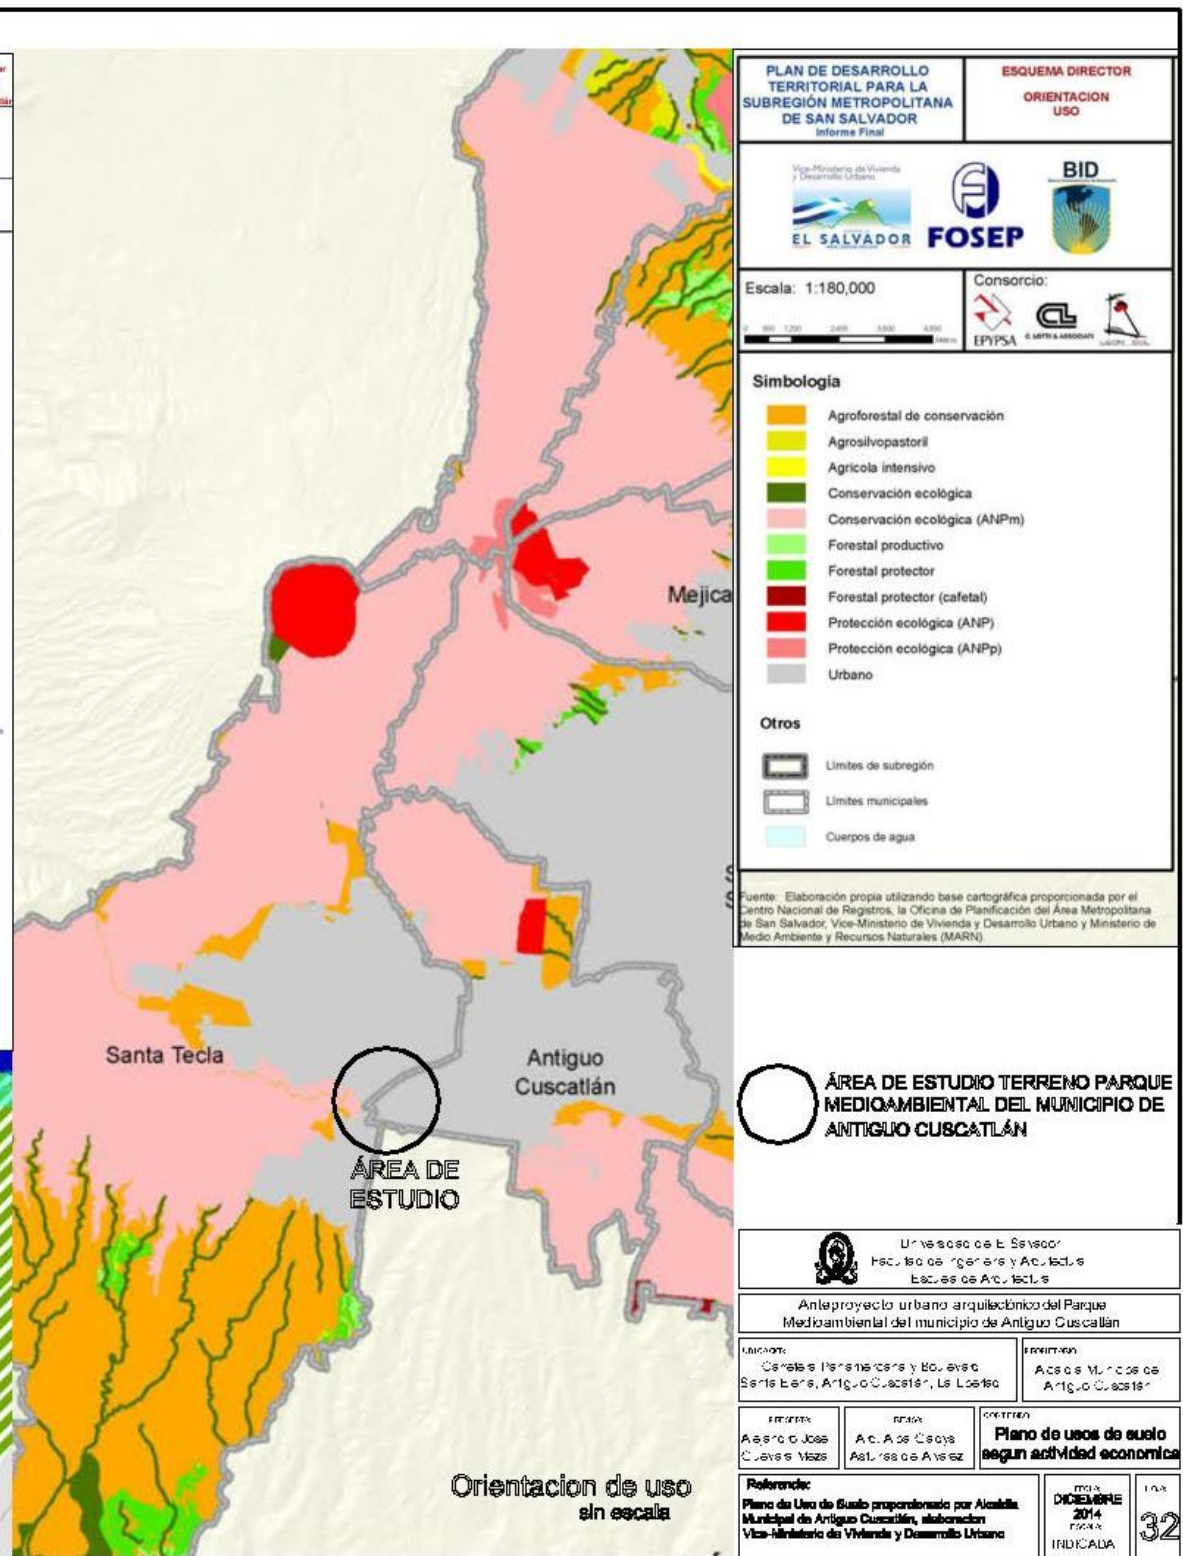 PLAN DE DESARROLLO
TERRITORIAL PARA LA
SUBREGIÓN METROPOLITANA
DE SAN SALVADOR
Informe Final
ESQUEMA DIRECTOR
ORIENTACION
USO
Vice-Ministerio de Vivienda
y Desarrollo Urbano
EL SALVADOR
FOSEP
BID
Escala: 1:180,000
Consorcio:
EPYPSA
C. LOTTI & ASSOCIATI
Simbología
Agroforestal de conservación
Agrosilvopastoril
Agrícola intensivo
Conservación ecológica
Conservación ecológica (ANPm)
Forestal productivo
Forestal protector
Forestal protector (cafetal)
Protección ecológica (ANP)
Protección ecológica (ANPp)
Urbano
Otros
Límites de subregión
Límites municipales
Cuerpos de agua
Fuente: Elaboración propia utilizando base cartográfica proporcionada por el
Centro Nacional de Registros, la Oficina de Planificación del Área Metropolitana
de San Salvador, Vice-Ministerio de Vivienda y Desarrollo Urbano y Ministerio de
Medio Ambiente y Recursos Naturales (MARN).
Mejica
Santa Tecla
Antiguo
Cuscatlán
ÁREA DE
ESTUDIO
ÁREA DE ESTUDIO TERRENO PARQUE
MEDIOAMBIENTAL DEL MUNICIPIO DE
ANTIGUO CUSCATLÁN
Orientacion de uso
sin escala
Anteproyecto urbano arquitectónico del Parque
Medioambiental del municipio de Antiguo Cuscatlán
Plano de usos de suelo
segun actividad economica
Referencia:
Plano de Uso de Suelo proporcionado por Alcaldía
Municipal de Antiguo Cuscatlán, elaboracion
Vice-Ministerio de Vivienda y Desarrollo Urbano
DICIEMBRE
2014
INDICADA
32